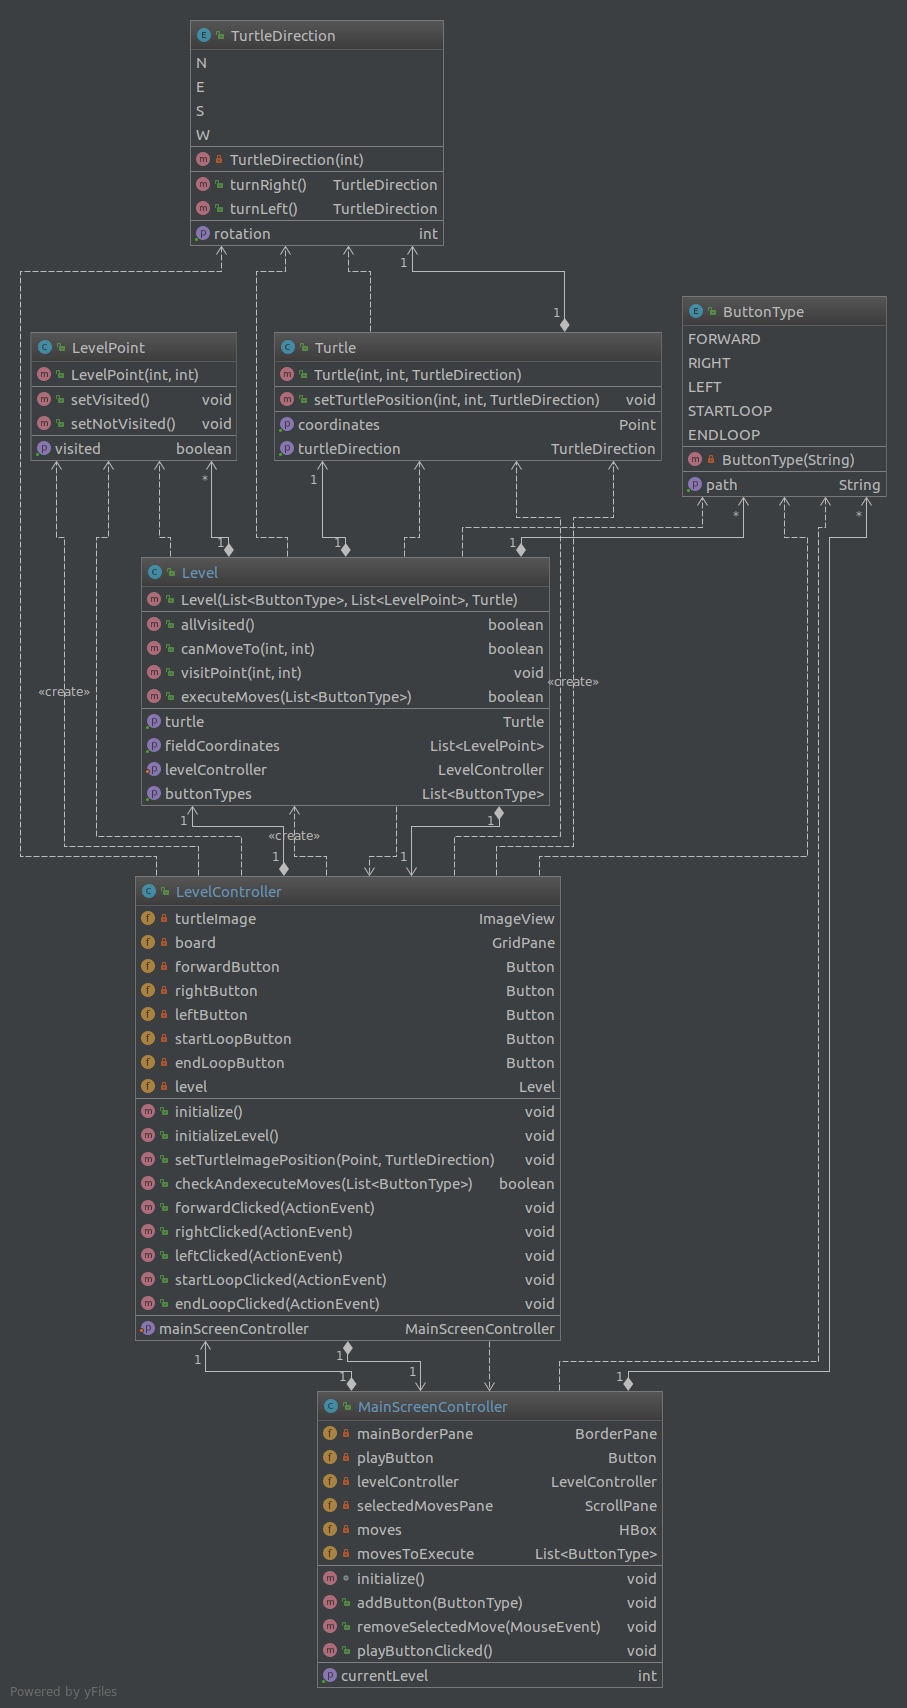 TurtleDirection
N
E
S
W
TurtleDirection(int)
turnRight() TurtleDirection
turnLeft() TurtleDirection
rotation int
1
1
ButtonType
FORWARD
RIGHT
LEFT
STARTLOOP
ENDLOOP
ButtonType(String)
path String
LevelPoint
LevelPoint(int, int)
setVisited() void
setNotVisited() void
visited boolean
Turtle
Turtle(int, int, TurtleDirection)
setTurtlePosition(int, int, TurtleDirection) void
coordinates Point
turtleDirection TurtleDirection
* 1 * *
1 1 1
Level
Level(List<ButtonType>, List<LevelPoint>, Turtle)
allVisited() boolean
canMoveTo(int, int) boolean
visitPoint(int, int) void
executeMoves(List<ButtonType>) boolean
turtle Turtle
fieldCoordinates List<LevelPoint>
levelController LevelController
buttonTypes List<ButtonType>
«create»
«create»
1 1
«create»
1 1
LevelController
turtleImage ImageView
board GridPane
forwardButton Button
rightButton Button
leftButton Button
startLoopButton Button
endLoopButton Button
level Level
initialize() void
initializeLevel() void
setTurtleImagePosition(Point, TurtleDirection) void
checkAndexecuteMoves(List<ButtonType>) boolean
forwardClicked(ActionEvent) void
rightClicked(ActionEvent) void
leftClicked(ActionEvent) void
startLoopClicked(ActionEvent) void
endLoopClicked(ActionEvent) void
mainScreenController MainScreenController
1 1
1 1 1
MainScreenController
mainBorderPane BorderPane
playButton Button
levelController LevelController
selectedMovesPane ScrollPane
moves HBox
movesToExecute List<ButtonType>
initialize() void
addButton(ButtonType) void
removeSelectedMove(MouseEvent) void
playButtonClicked() void
currentLevel int
Powered by yFiles